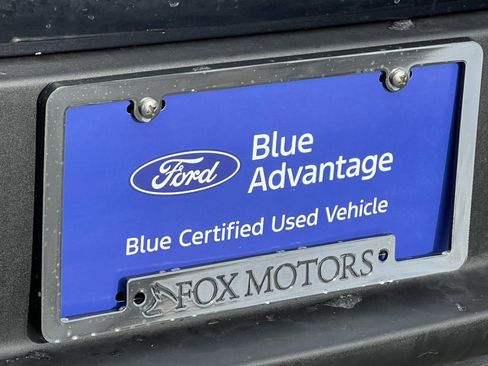 Ford
Blue
Advantage
Blue Certified Used Vehicle
FOX MOTORS